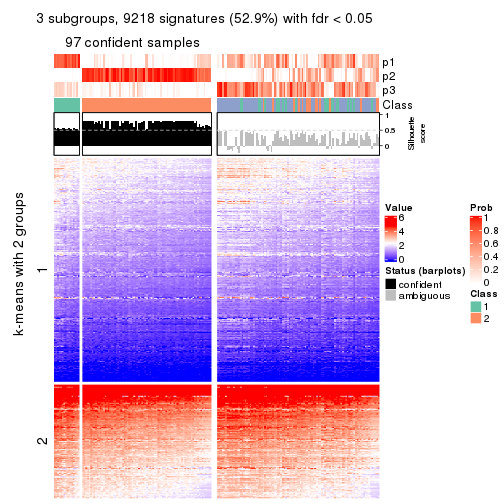 3 subgroups, 9218 signatures (52.9%) with fdr < 0.05
97 confident samples
p1
p2
p3
Class
1
0.5
0
Silhouette
score
k-means with 2 groups
1
2
Value
6
4
2
0
Status (barplots)
confident
ambiguous
Prob
1
0.8
0.6
0.4
0.2
0
Class
1
2